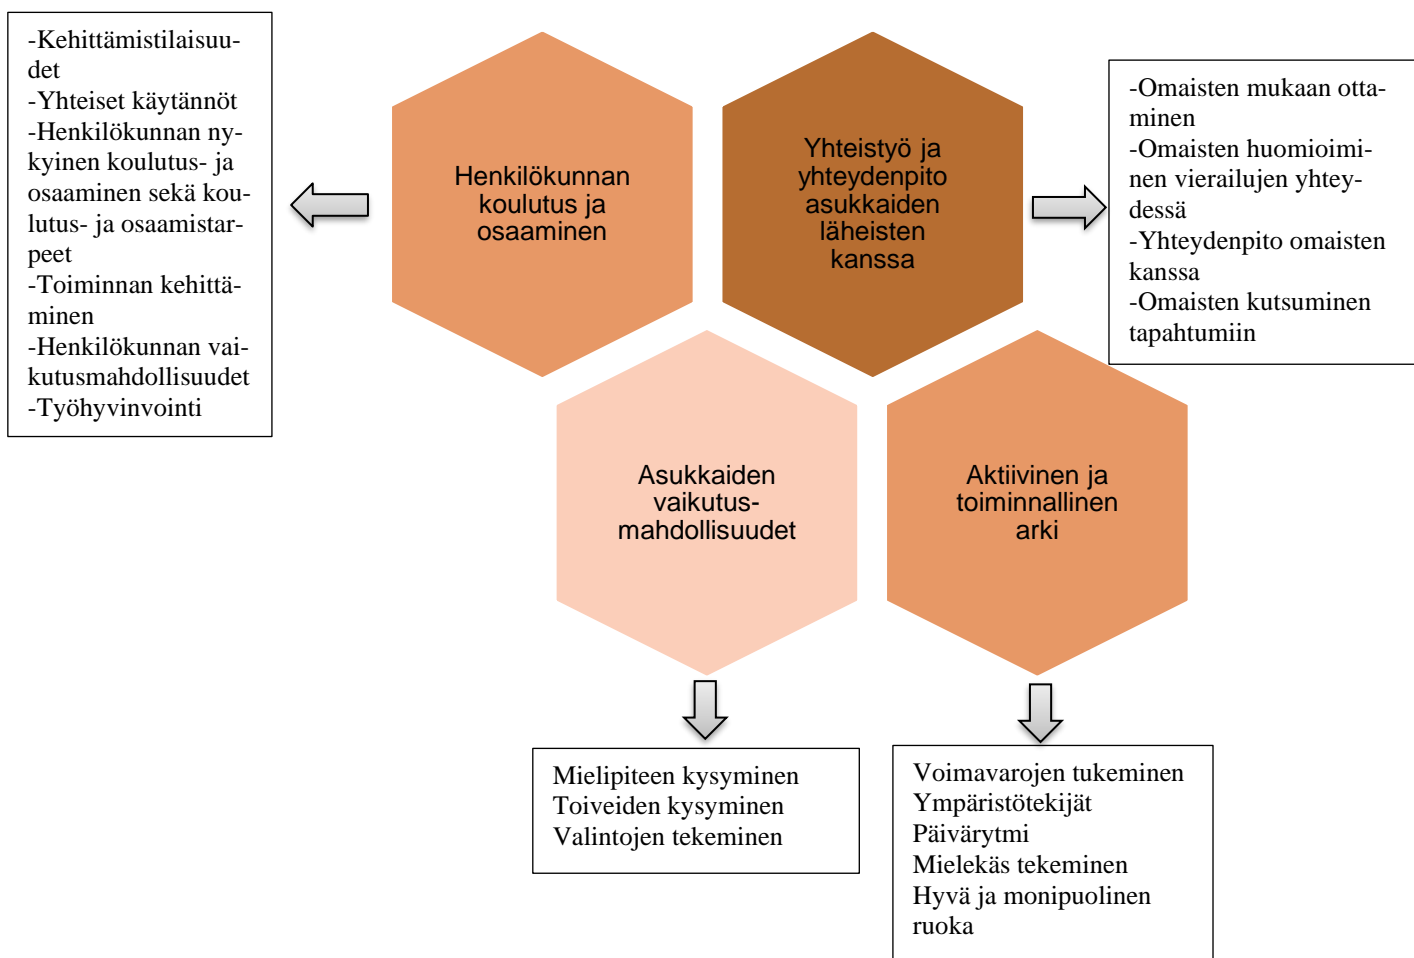 -Kehittämistilaisuu-
det
-Yhteiset käytännöt
-Henkilökunnan ny-
kyinen koulutus- ja
osaaminen sekä kou-
lutus- ja osaamistar-
peet
-Toiminnan kehittä-
minen
-Henkilökunnan vai-
kutusmahdollisuudet
-Työhyvinvointi
Henkilökunnan
koulutus ja
osaaminen
Yhteistyö ja
yhteydenpito
asukkaiden
läheisten
kanssa
-Omaisten mukaan otta-
minen
-Omaisten huomioimi-
nen vierailujen yhtey-
dessä
-Yhteydenpito omaisten
kanssa
-Omaisten kutsuminen
tapahtumiin
Asukkaiden
vaikutus-
mahdollisuudet
Aktiivinen ja
toiminnallinen
arki
Mielipiteen kysyminen
Toiveiden kysyminen
Valintojen tekeminen
Voimavarojen tukeminen
Ympäristötekijät
Päivärytmi
Mielekäs tekeminen
Hyvä ja monipuolinen
ruoka